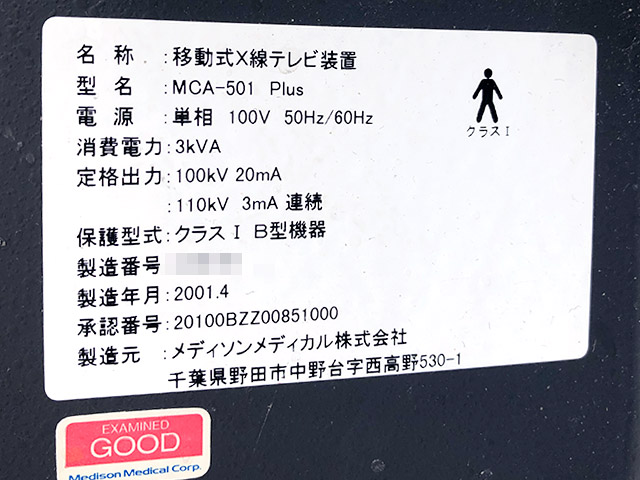 名 称 :移動式X線テレビ装置
型 名 :MCA-501 Plus
電 源 :単相 100V 50Hz/60Hz
消費電力:3kVA
定格出力:100kV 20mA
:110kV 3mA 連続
保護型式:クラス I B型機器
製造番号
製造年月:2001.4
承認番号:20100BZZ00851000
製造元 :メディソンメディカル株式会社
千葉県野田市中野台字西高野530-1
クラス I
EXAMINED
GOOD
Medison Medical Corp.